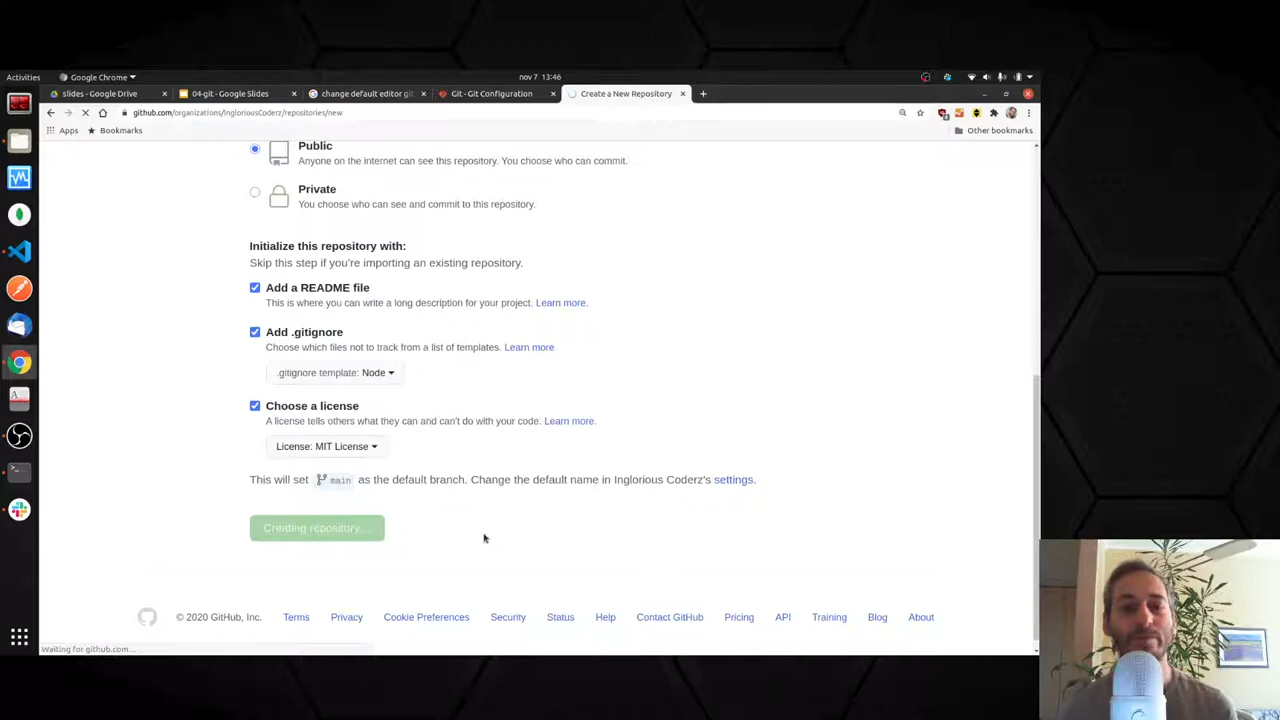 Activities
Google Chrome
nov 7 13:46
slides - Google Drive
04-git - Google Slides
change default editor git
Git - Git Configuration
Create a New Repository
github.com/organizations/IngloriousCoderz/repositories/new
Apps
Bookmarks
Other bookmarks
Public
Anyone on the internet can see this repository. You choose who can commit.
Private
You choose who can see and commit to this repository.
Initialize this repository with:
Skip this step if you're importing an existing repository.
Add a README file
This is where you can write a long description for your project. Learn more.
Add .gitignore
Choose which files not to track from a list of templates. Learn more
.gitignore template: Node
Choose a license
A license tells others what they can and can't do with your code. Learn more.
License: MIT License
This will set main as the default branch. Change the default name in Inglorious Coderz's settings.
Creating repository…
© 2020 GitHub, Inc. Terms Privacy Cookie Preferences Security Status Help Contact GitHub Pricing API Training Blog About
Waiting for github.com...